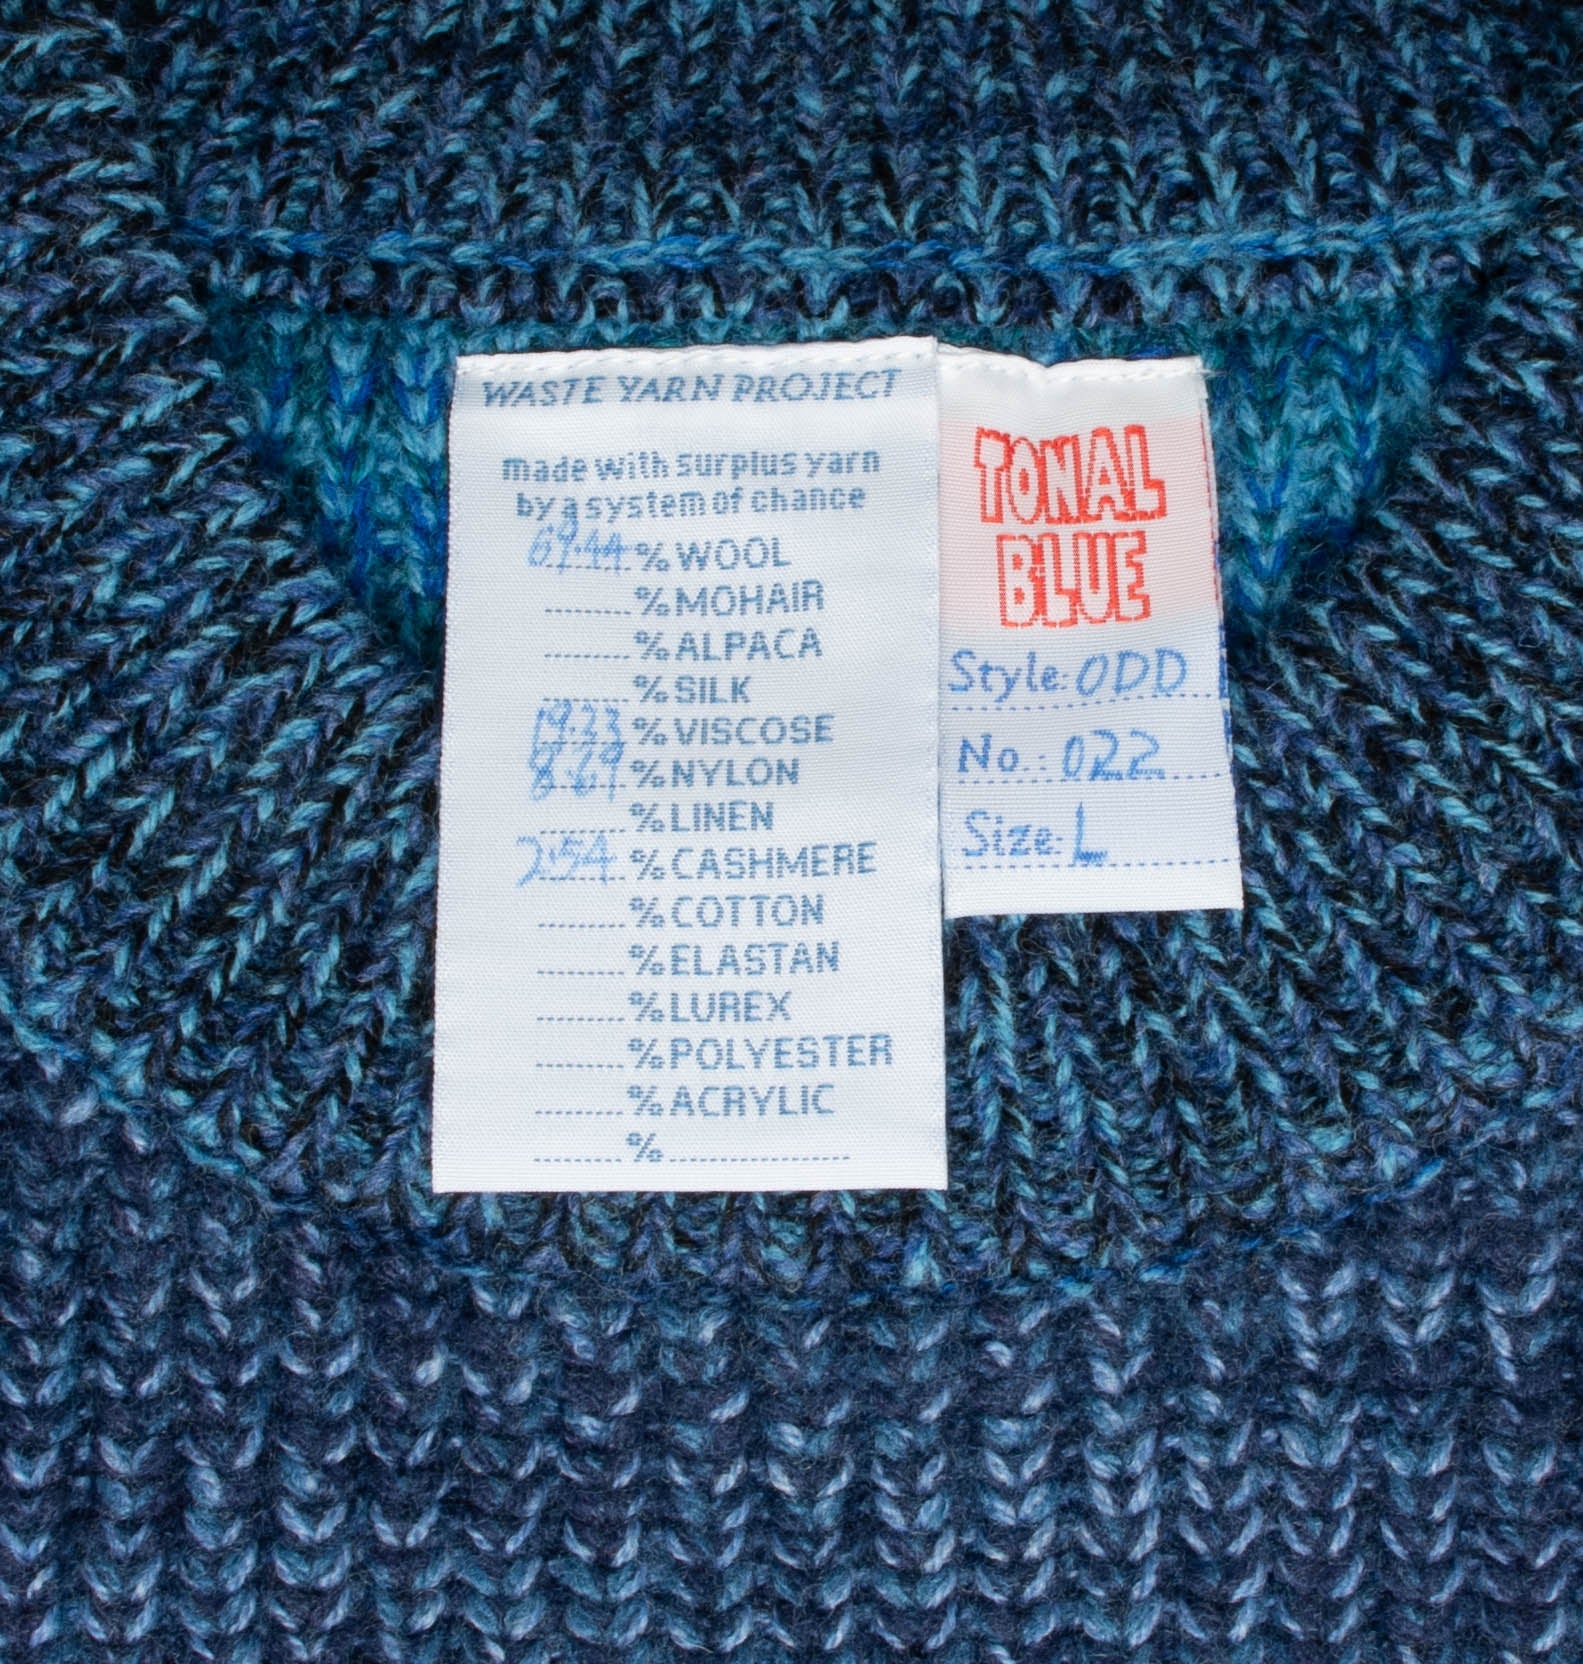 WASTE YARN PROJECT
made with surplus yarn
by a system of chance
69.44 % WOOL
% MOHAIR
% ALPACA
% SILK
19.33 % VISCOSE
8.69 % NYLON
% LINEN
2.54 % CASHMERE
% COTTON
% ELASTAN
% LUREX
% POLYESTER
% ACRYLIC
%
TONAL
BLUE
Style: ODD
No.: 022
Size: L